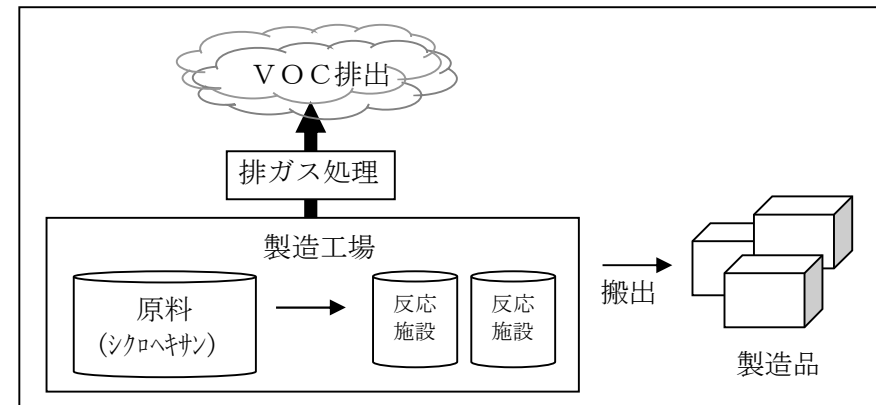 ＶＯＣ排出
排ガス処理
製造工場
原料
(ｼｸﾛﾍｷｻﾝ)
反応
施設
反応
施設
搬出
製造品